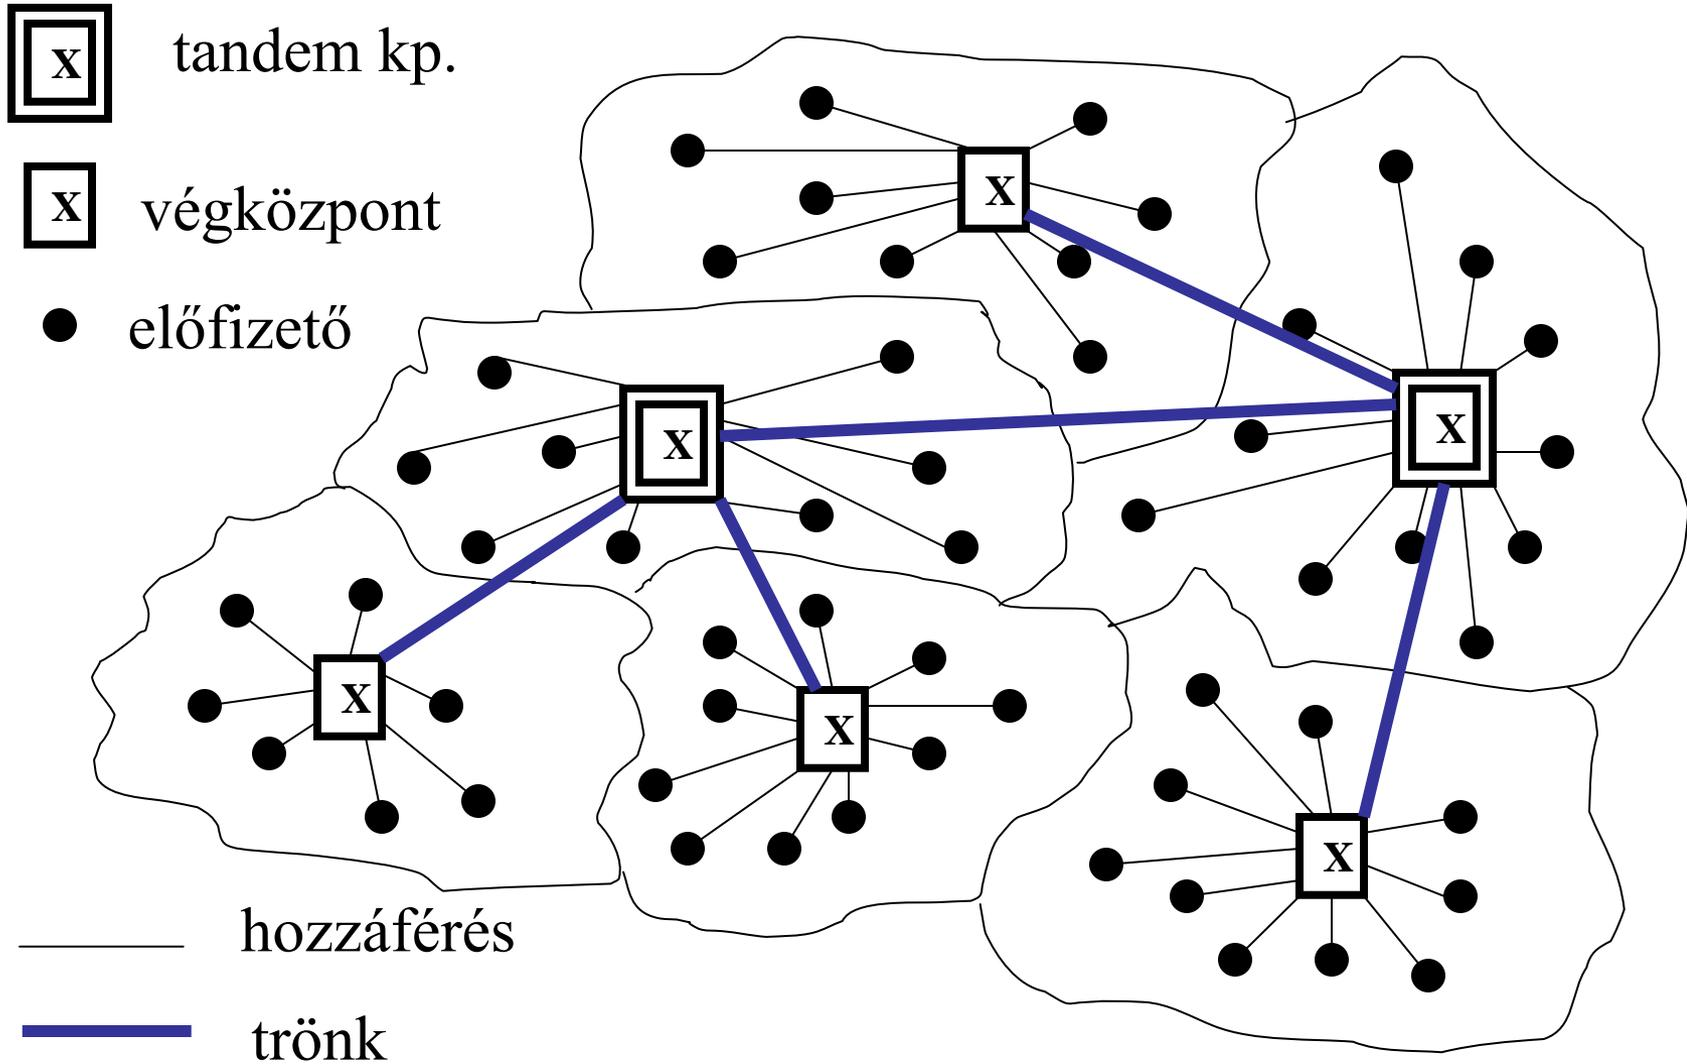 x tandem kp.
x végközpont
előfizető
x
x
x
x
x
x
hozzáférés
trönk